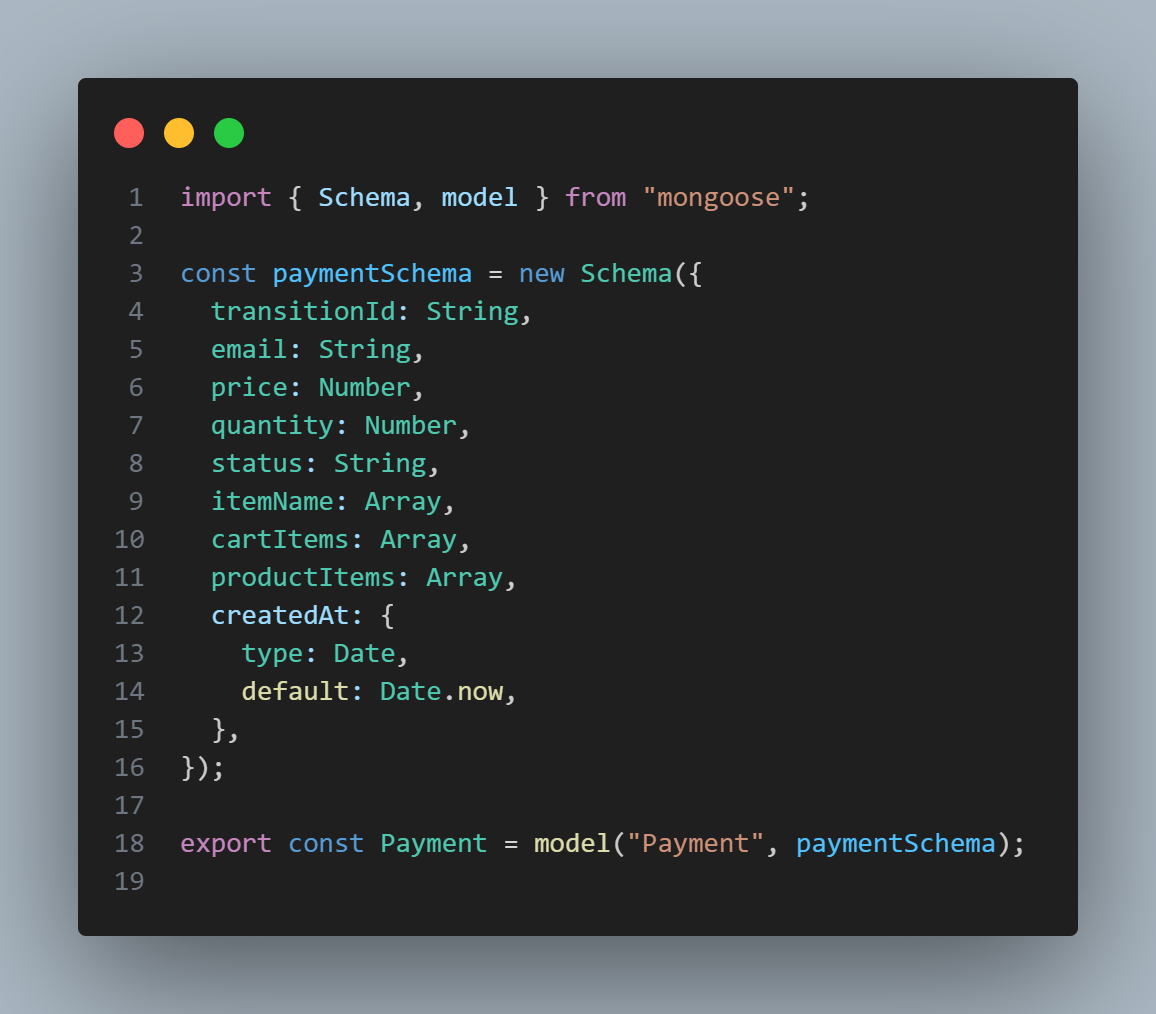 1 import { Schema, model } from "mongoose";
2
3 const paymentSchema = new Schema({
4   transitionId: String,
5   email: String,
6   price: Number,
7   quantity: Number,
8   status: String,
9   itemName: Array,
10   cartItems: Array,
11   productItems: Array,
12   createdAt: {
13     type: Date,
14     default: Date.now,
15   },
16 });
17
18 export const Payment = model("Payment", paymentSchema);
19